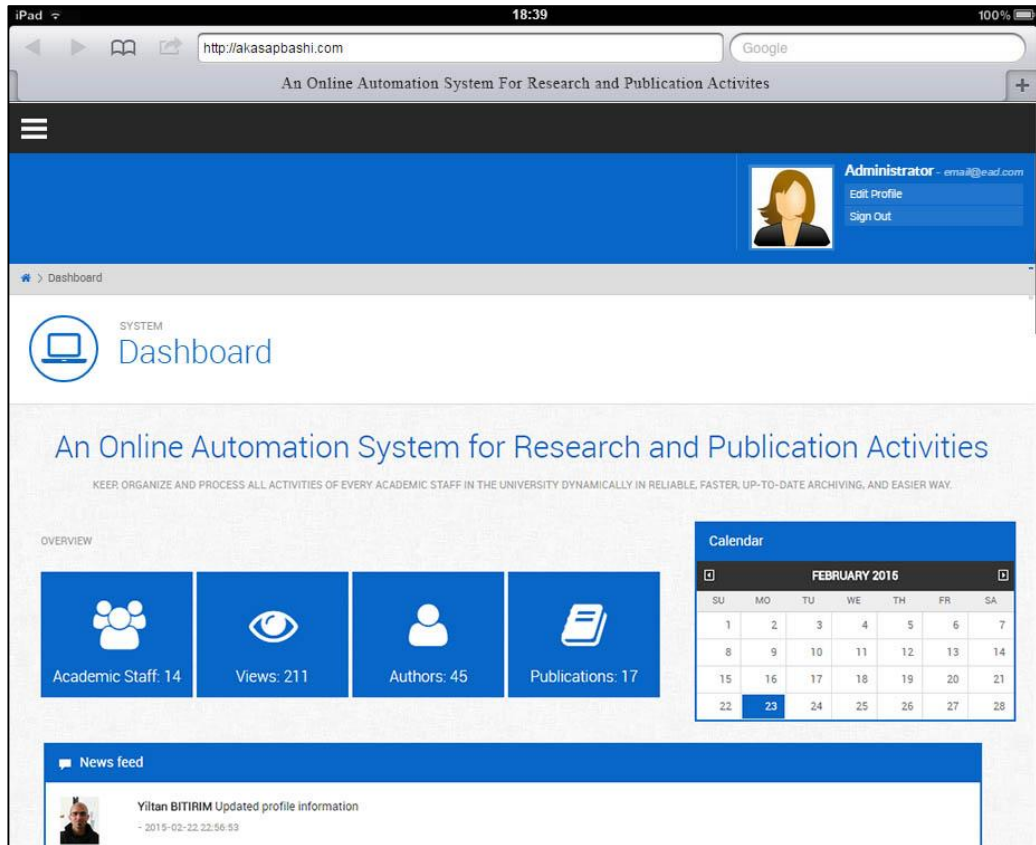 iPad 18:39 100%
http://akasapbashi.com Google
An Online Automation System For Research and Publication Activites
Administrator - email@ead.com
Edit Profile
Sign Out
> Dashboard
SYSTEM
Dashboard
An Online Automation System for Research and Publication Activities
KEEP, ORGANIZE AND PROCESS ALL ACTIVITIES OF EVERY ACADEMIC STAFF IN THE UNIVERSITY DYNAMICALLY IN RELIABLE, FASTER, UP-TO-DATE ARCHIVING, AND EASIER WAY.
OVERVIEW
Academic Staff: 14
Views: 211
Authors: 45
Publications: 17
Calendar
FEBRUARY 2015
SU MO TU WE TH FR SA
1 2 3 4 5 6 7
8 9 10 11 12 13 14
15 16 17 18 19 20 21
22 23 24 25 26 27 28
News feed
Yiltan BITIRIM Updated profile information
- 2015-02-22 22:56:53